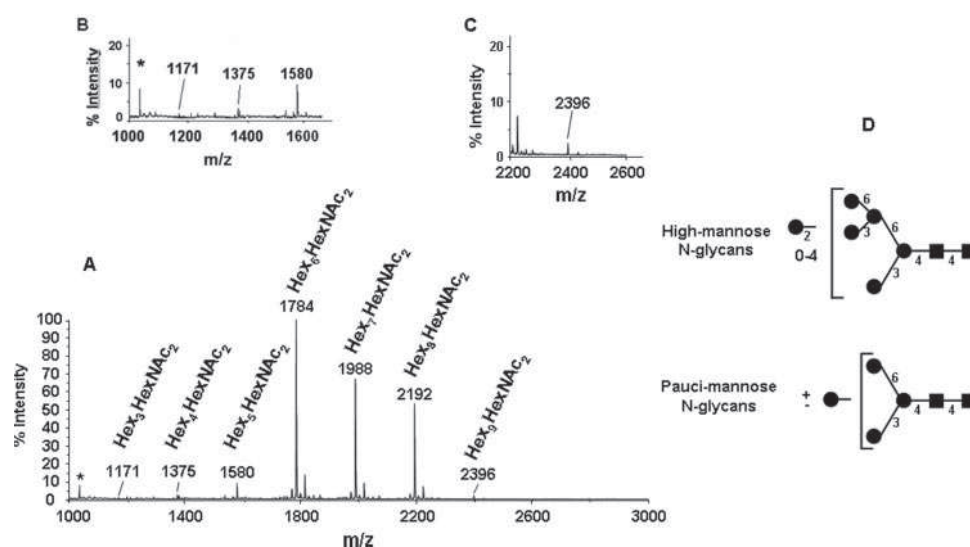 B
% Intensity
20
10
0
*
1171
1375
1580
1000 1200 1400 1600
m/z
C
% Intensity
20
10
0
2396
2200 2400 2600
m/z
D
High-mannose
N-glycans
2
0-4
6
3
6
3
4
4
Pauci-mannose
N-glycans
+
-
6
3
4
4
A
% Intensity
100
90
80
70
60
50
40
30
20
10
0
*
Hex3HexNAc2
1171
Hex4HexNAc2
1375
Hex5HexNAc2
1580
Hex6HexNAc2
1784
Hex7HexNAc2
1988
Hex8HexNAc2
2192
Hex9HexNAc2
2396
1000 1400 1800 2200 2600 3000
m/z